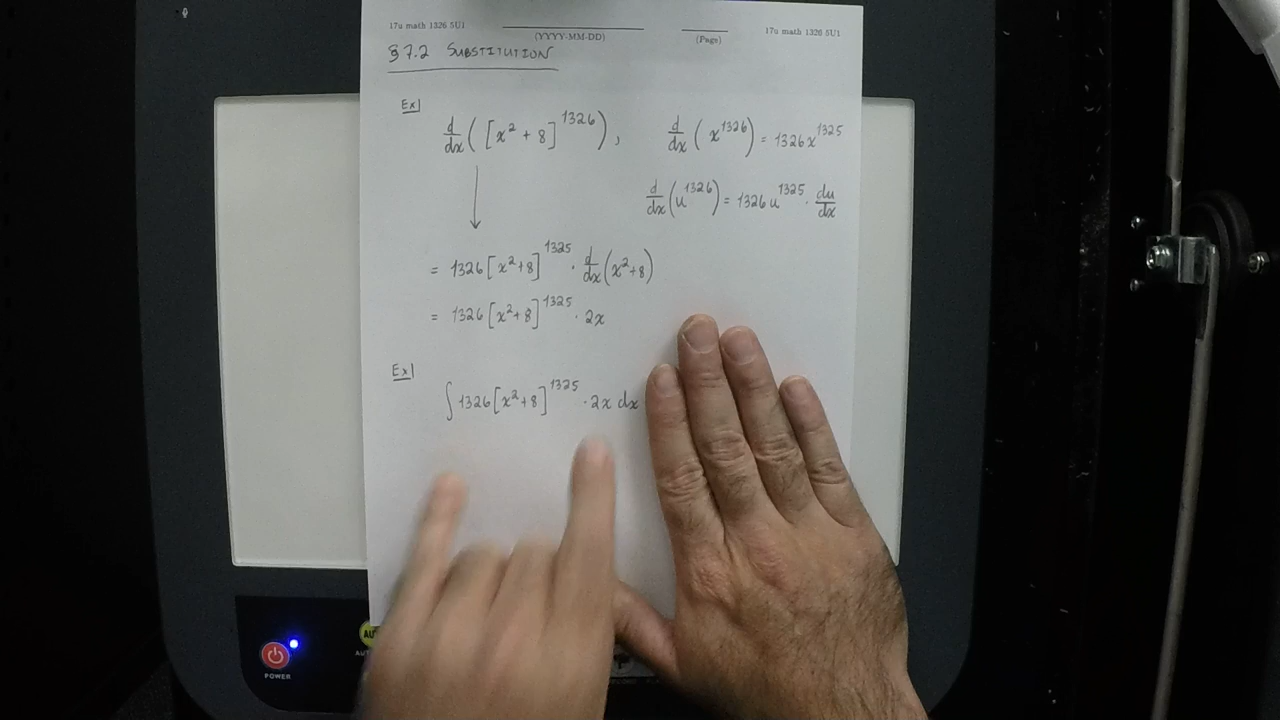 17u math 1326 5U1 (YYYY-MM-DD) (Page) 17u math 1326 5U1
§7.2 SUBSTITUTION
Ex|
d/dx([x²+8]^1326), d/dx(x^1326) = 1326x^1325
d/dx(u^1326) = 1326u^1325 · du/dx
= 1326[x²+8]^1325 · d/dx(x²+8)
= 1326[x²+8]^1325 · 2x
Ex|
∫1326[x²+8]^1325 · 2x dx
POWER